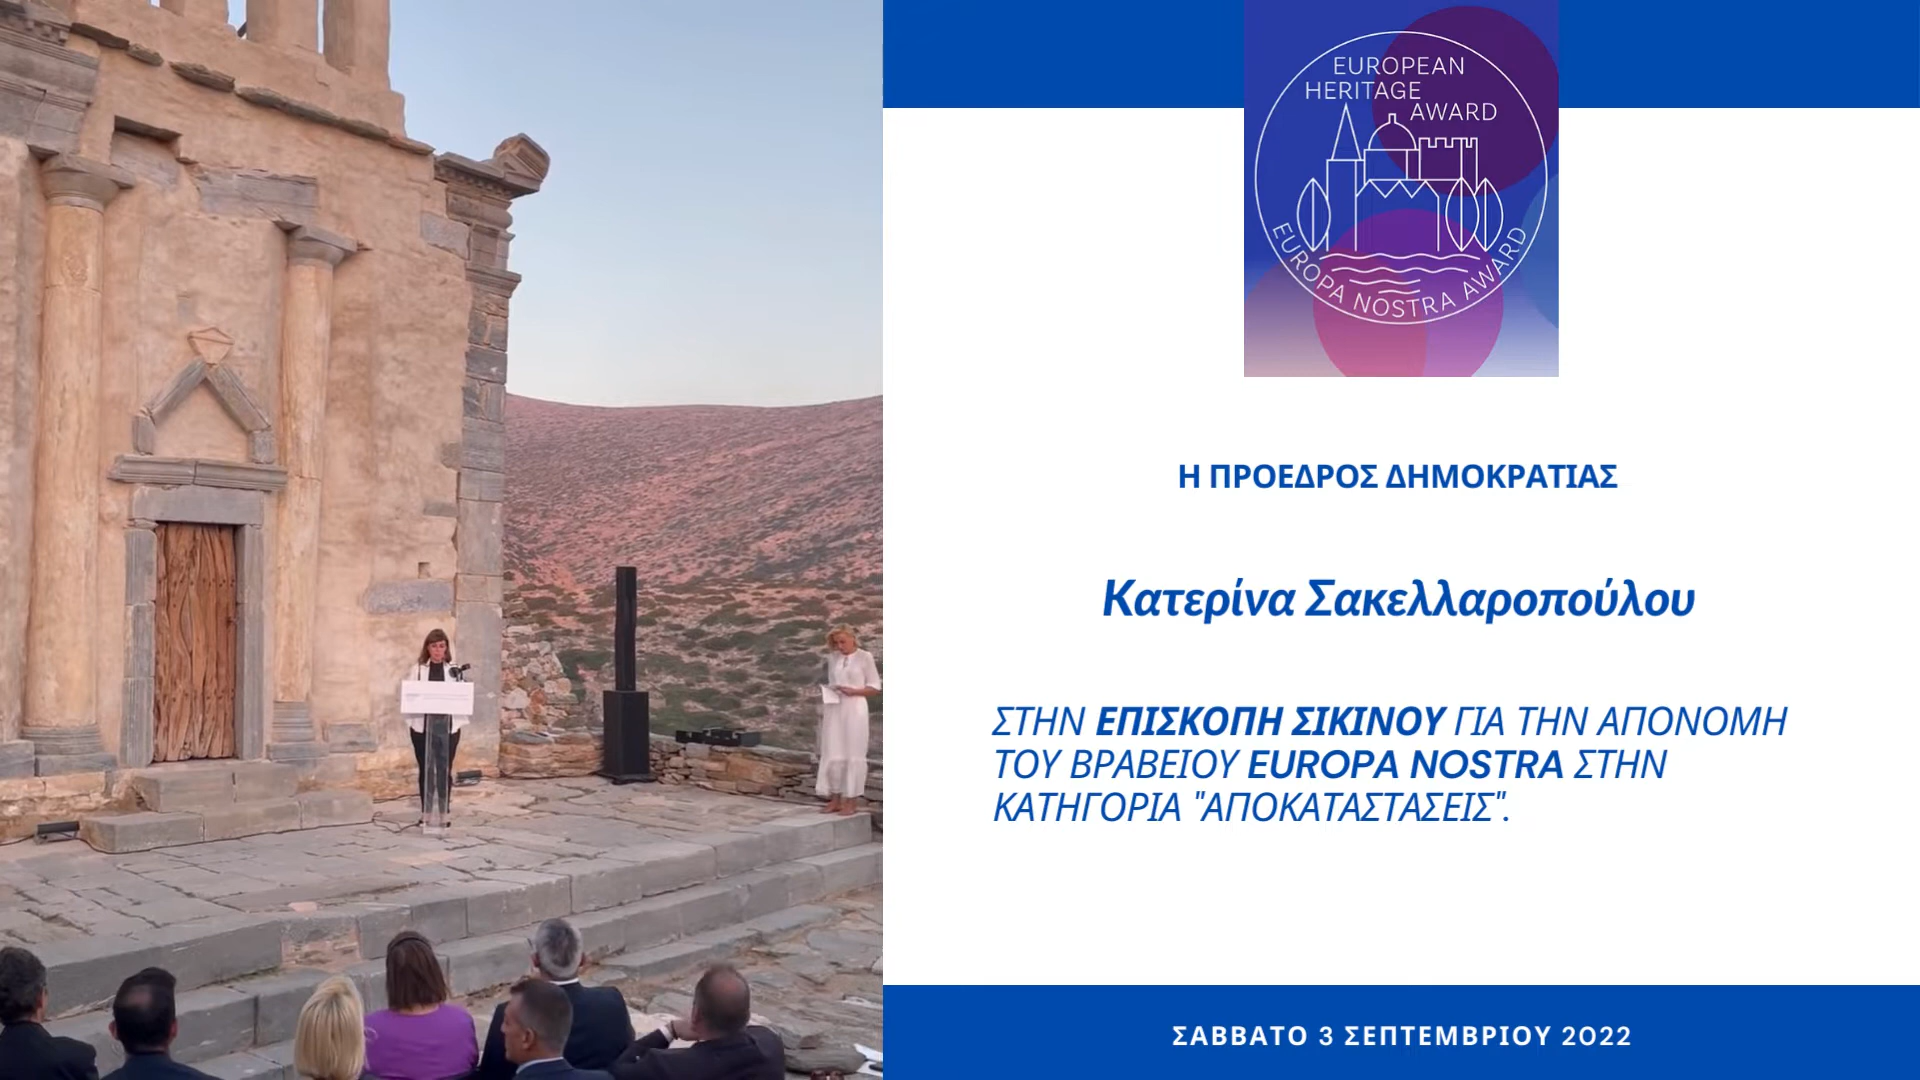 EUROPEAN
HERITAGE
AWARD
EUROPA NOSTRA AWARD
Η ΠΡΟΕΔΡΟΣ ΔΗΜΟΚΡΑΤΙΑΣ
Κατερίνα Σακελλαροπούλου
ΣΤΗΝ ΕΠΙΣΚΟΠΗ ΣΙΚΙΝΟΥ ΓΙΑ ΤΗΝ ΑΠΟΝΟΜΗ
ΤΟΥ ΒΡΑΒΕΙΟΥ EUROPA NOSTRA ΣΤΗΝ
ΚΑΤΗΓΟΡΙΑ "ΑΠΟΚΑΤΑΣΤΑΣΕΙΣ".
ΣΑΒΒΑΤΟ 3 ΣΕΠΤΕΜΒΡΙΟΥ 2022